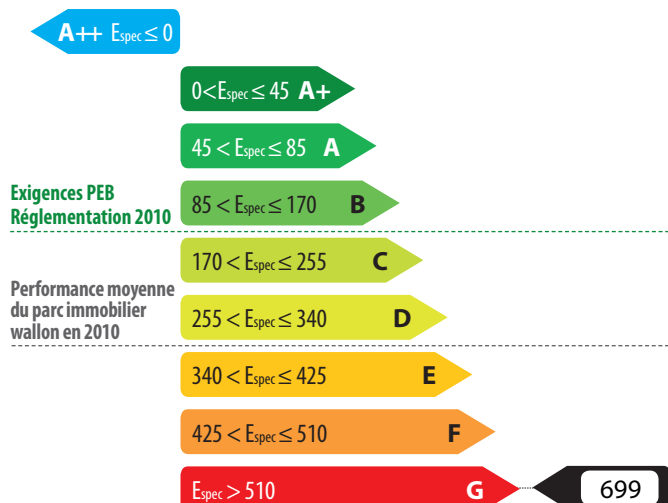 A++ Espec ≤ 0
0<Espec ≤ 45 A+
45 < Espec ≤ 85 A
Exigences PEB
Réglementation 2010
85 < Espec ≤ 170 B
170 < Espec ≤ 255 C
Performance moyenne
du parc immobilier
wallon en 2010
255 < Espec ≤ 340 D
340 < Espec ≤ 425 E
425 < Espec ≤ 510 F
Espec > 510 G
699